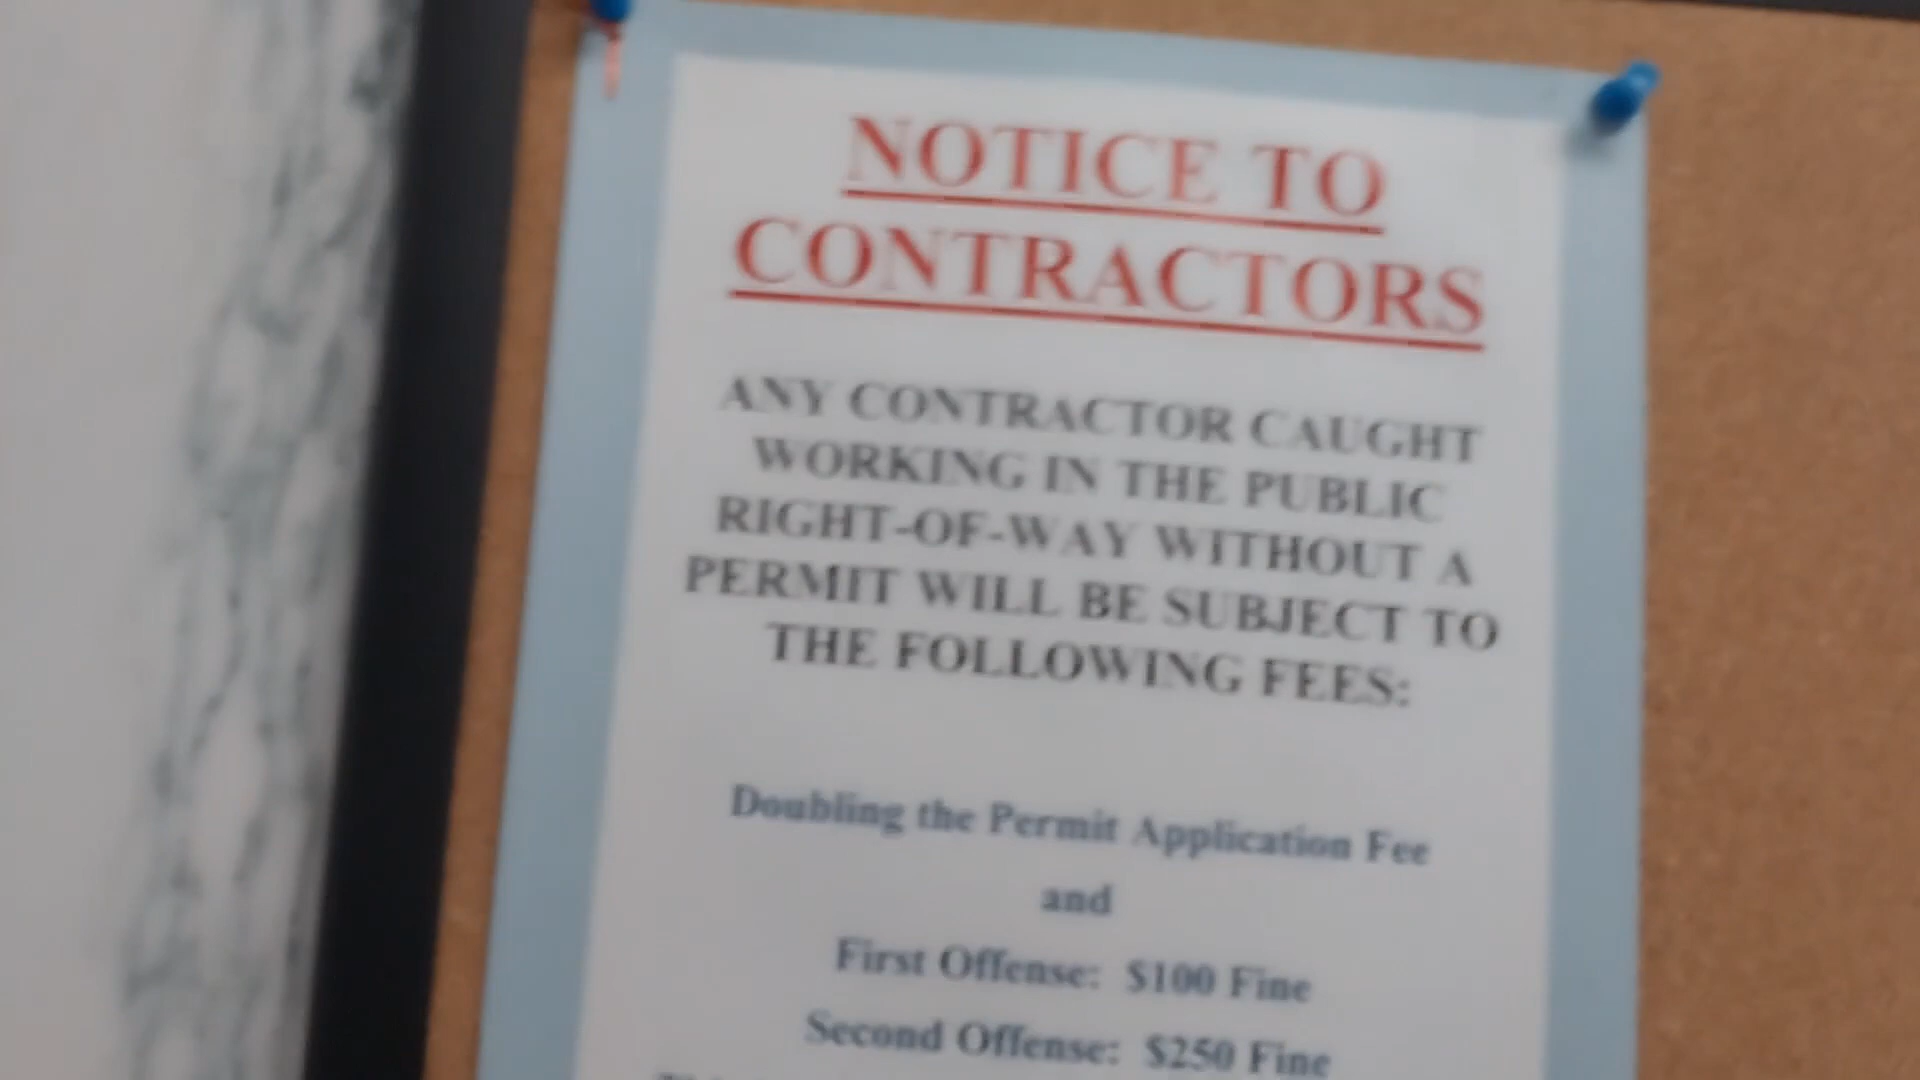 NOTICE TO
CONTRACTORS
ANY CONTRACTOR CAUGHT
WORKING IN THE PUBLIC
RIGHT-OF-WAY WITHOUT A
PERMIT WILL BE SUBJECT TO
THE FOLLOWING FEES:
Doubling the Permit Application Fee
and
First Offense: $100 Fine
Second Offense: $250 Fine